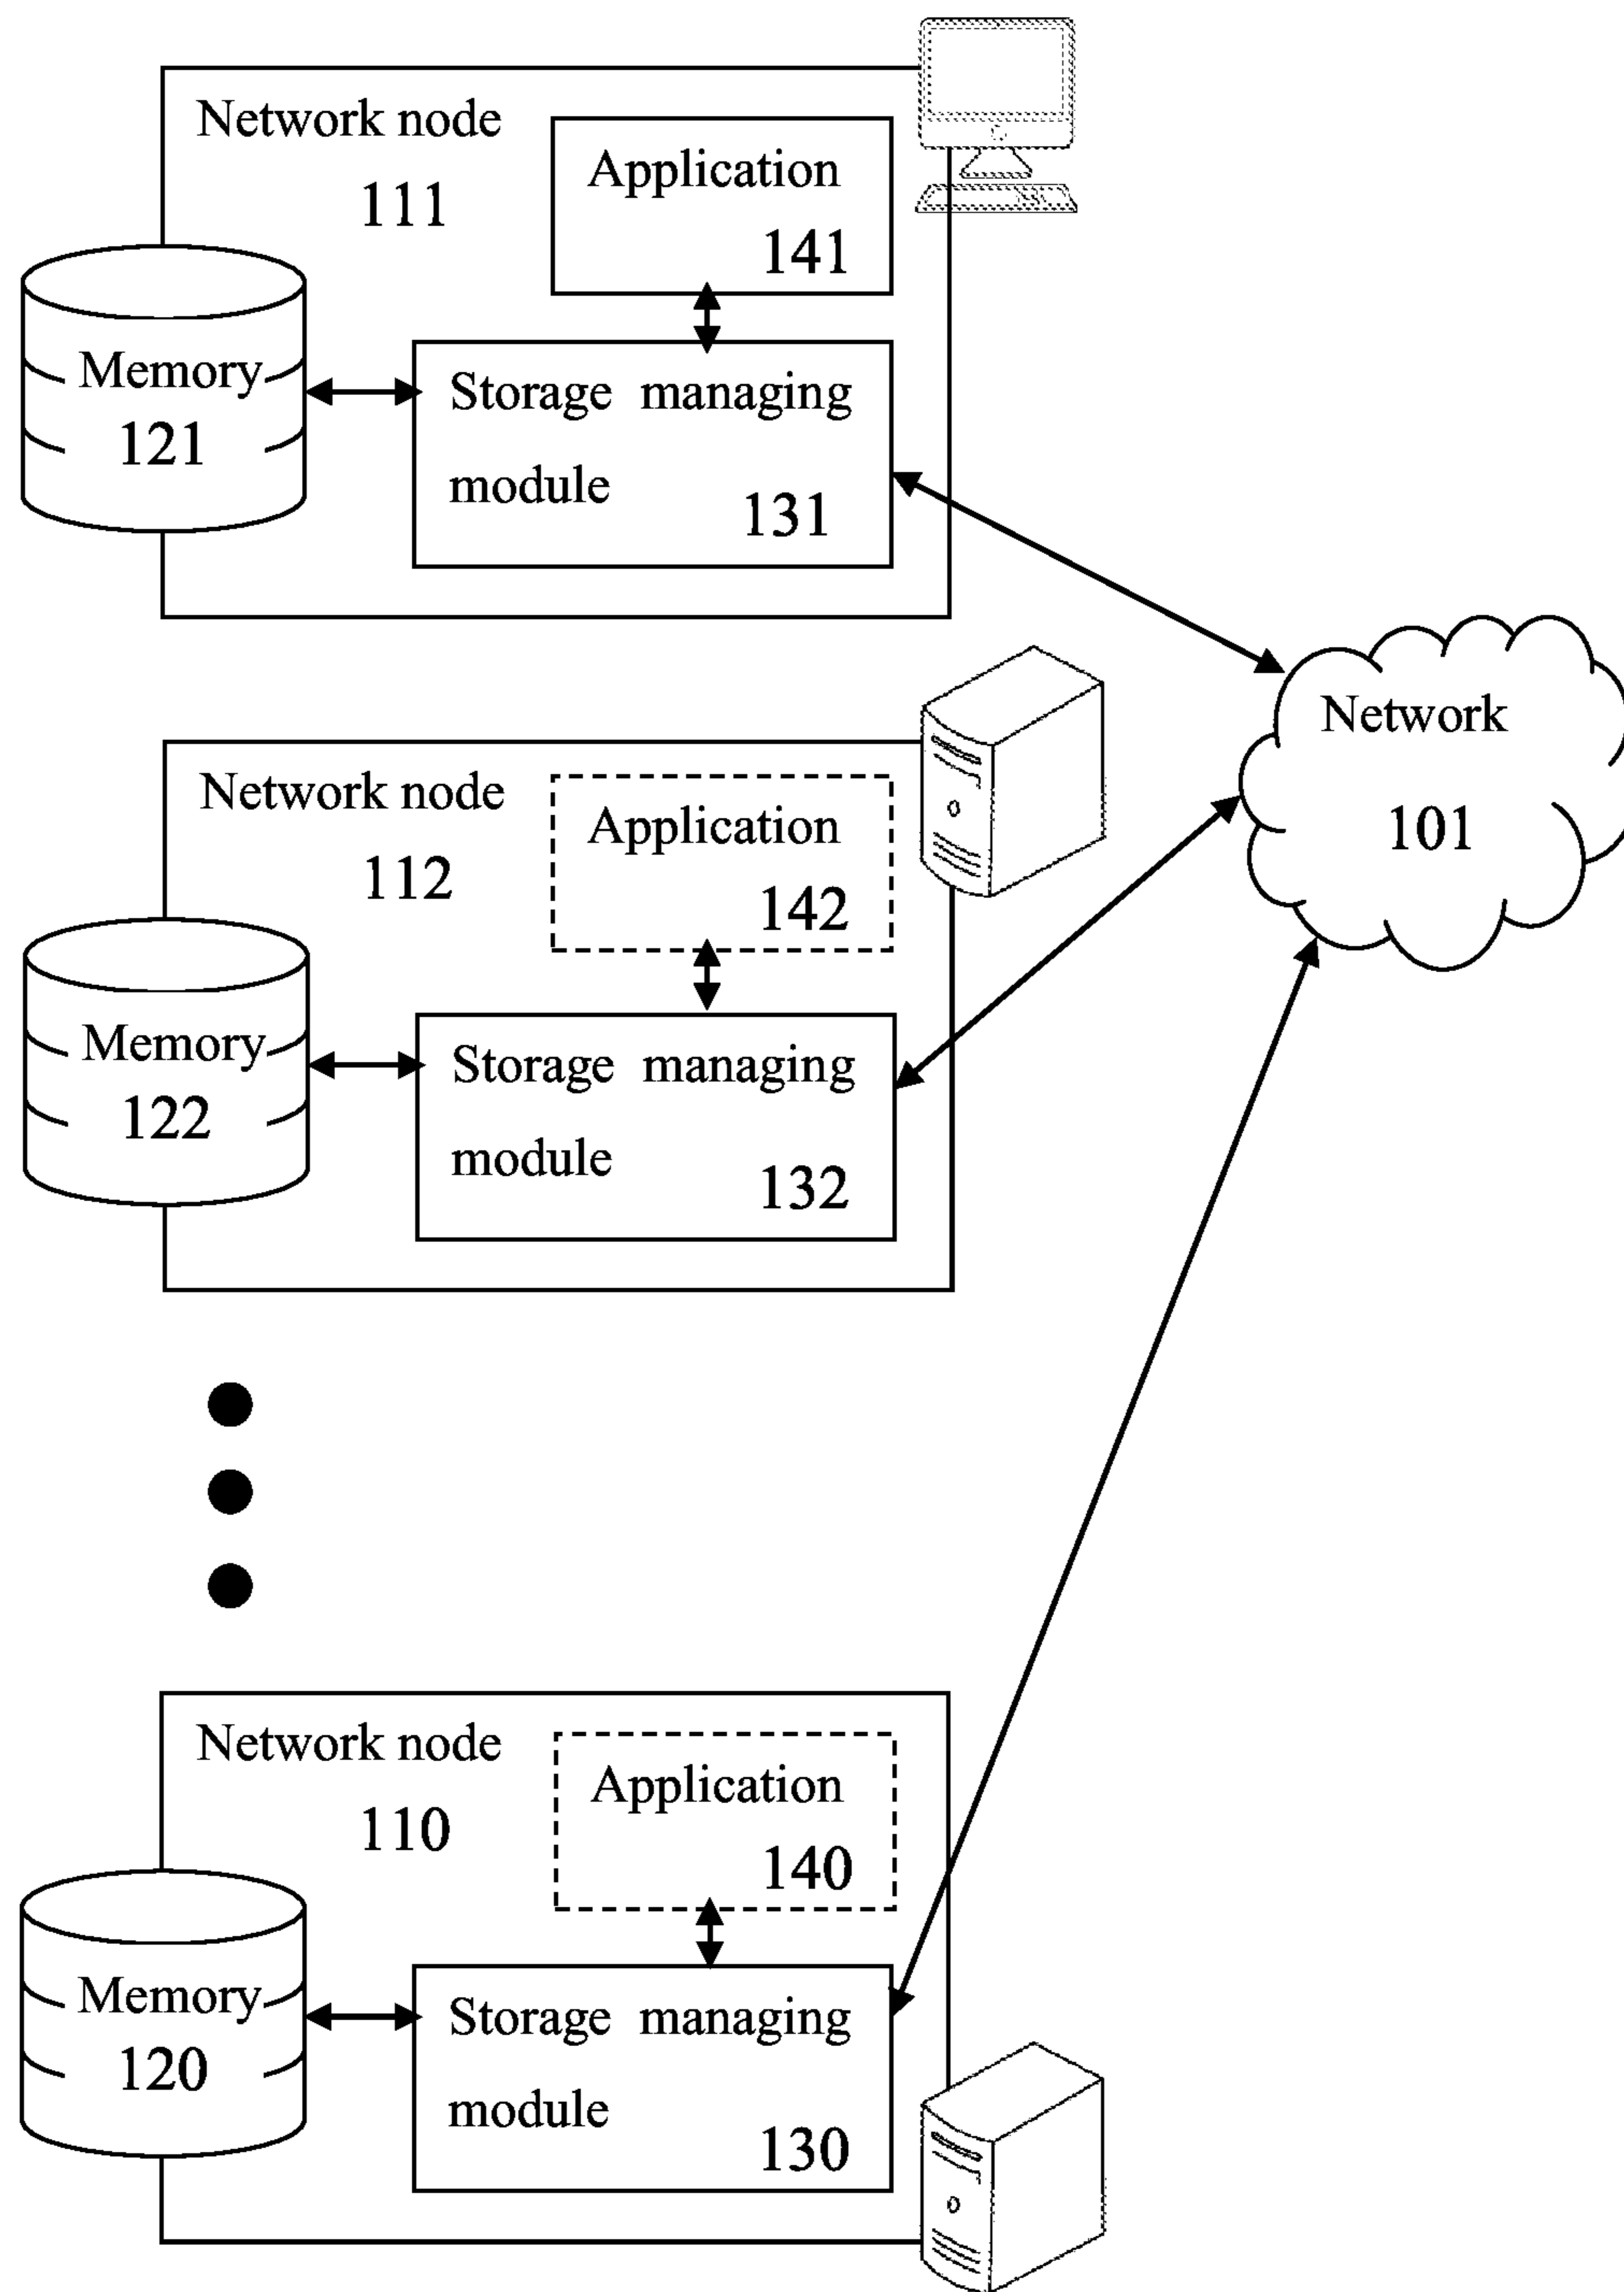 Network node
111
Application
141
Memory
121
Storage managing
module
131
Network
101
Network node
112
Application
142
Memory
122
Storage managing
module
132
Network node
110
Application
140
Memory
120
Storage managing
module
130